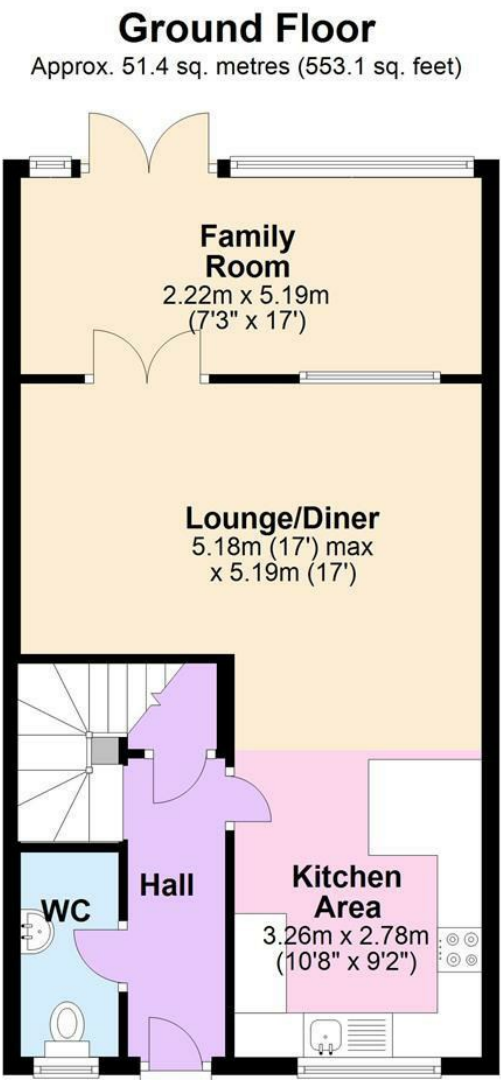 Ground Floor
Approx. 51.4 sq. metres (553.1 sq. feet)
Family
Room
2.22m x 5.19m
(7'3" x 17')
Lounge/Diner
5.18m (17') max
x 5.19m (17')
WC
Hall
Kitchen
Area
3.26m x 2.78m
(10'8" x 9'2")